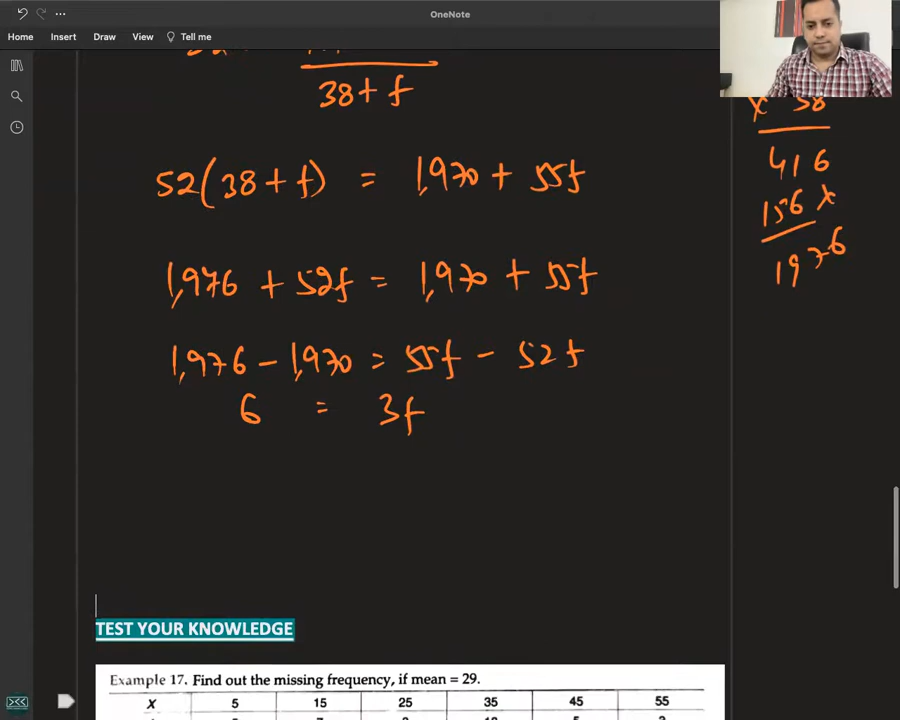 OneNote
Home Insert Draw View Tell me
38 + f
52(38 + f) = 1,970 + 55f
1,976 + 52f = 1,970 + 55f
1,976 - 1,970 = 55f - 52f
6 = 3f
x 38
416
156x
1976
TEST YOUR KNOWLEDGE
Example 17. Find out the missing frequency, if mean = 29.
X 5 15 25 35 45 55